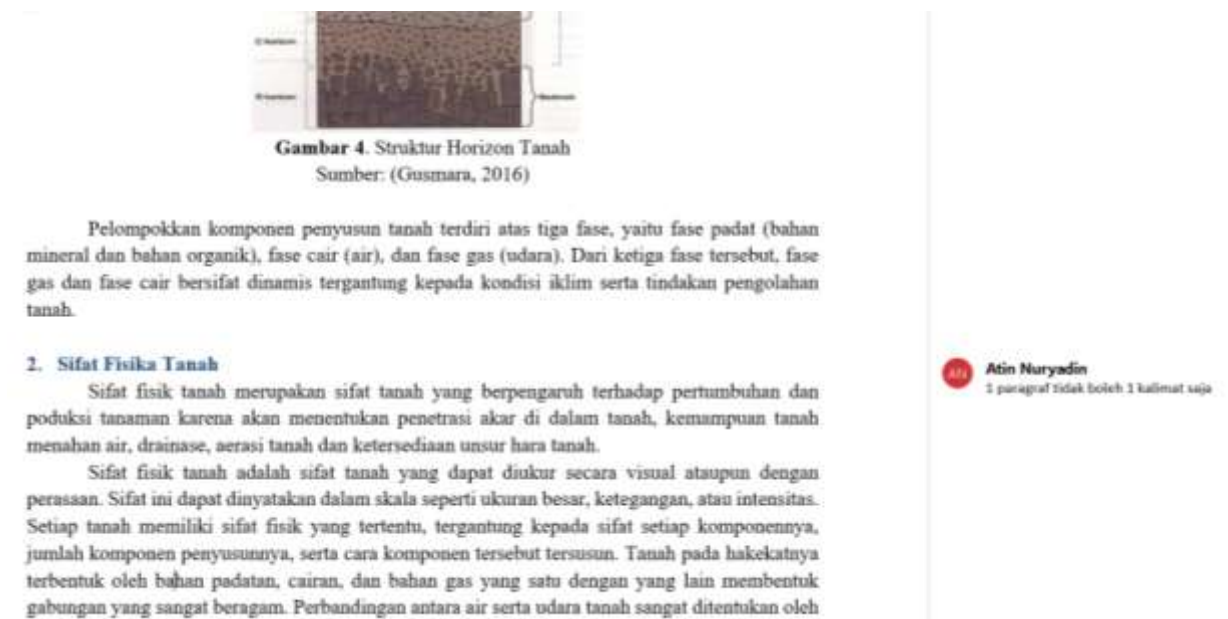 Gambar 4. Struktur Horizon Tanah
Sumber: (Gusmara, 2016)
Pelompokkan komponen penyusun tanah terdiri atas tiga fase, yaitu fase padat (bahan
mineral dan bahan organik), fase cair (air), dan fase gas (udara). Dari ketiga fase tersebut, fase
gas dan fase cair bersifat dinamis tergantung kepada kondisi iklim serta tindakan pengolahan
tanah.
2. Sifat Fisika Tanah
Sifat fisik tanah merupakan sifat tanah yang berpengaruh terhadap pertumbuhan dan
poduksi tanaman karena akan menentukan penetrasi akar di dalam tanah, kemampuan tanah
menahan air, drainase, aerasi tanah dan ketersediaan unsur hara tanah.
Sifat fisik tanah adalah sifat tanah yang dapat diukur secara visual ataupun dengan
perasaan. Sifat ini dapat dinyatakan dalam skala seperti ukuran besar, ketegangan, atau intensitas.
Setiap tanah memiliki sifat fisik yang tertentu, tergantung kepada sifat setiap komponennya,
jumlah komponen penyusunnya, serta cara komponen tersebut tersusun. Tanah pada hakekatnya
terbentuk oleh bahan padatan, cairan, dan bahan gas yang satu dengan yang lain membentuk
gabungan yang sangat beragam. Perbandingan antara air serta udara tanah sangat ditentukan oleh
AN
Atin Nuryadin
1 paragraf tidak boleh 1 kalimat saja